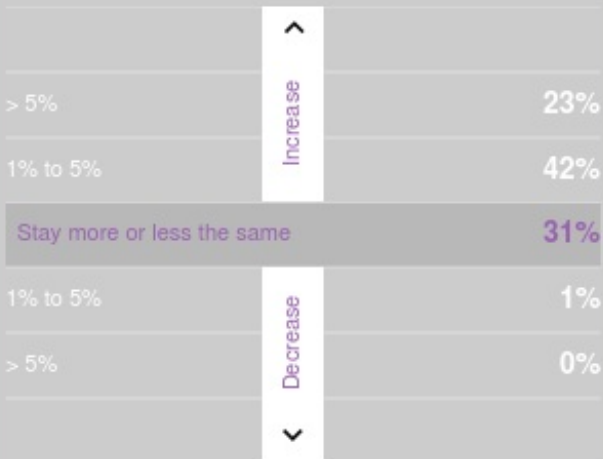 > 5% 23%
Increase
1% to 5% 42%
Stay more or less the same 31%
1% to 5% 1%
Decrease
> 5% 0%